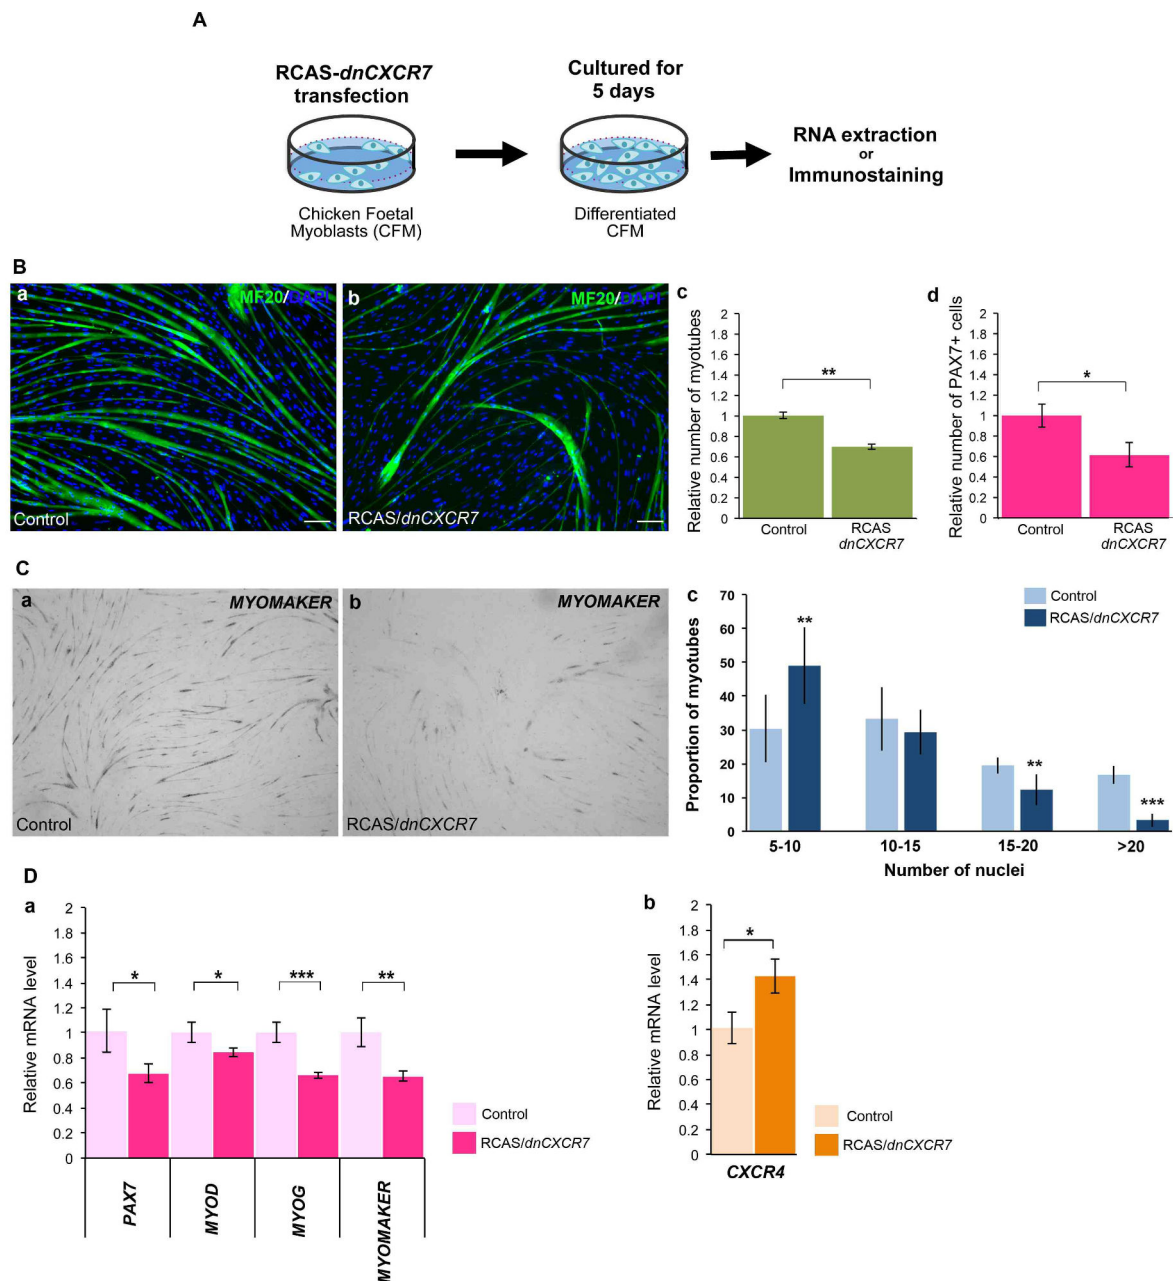 A
RCAS-dnCXCR7
transfection
Cultured for
5 days
RNA extraction
or
Immunostaining
Chicken Foetal
Myoblasts (CFM)
Differentiated
CFM
B
a
MF20/DAPI
Control
b
MF20/DAPI
RCAS/dnCXCR7
c
Relative number of myotubes
2
1.8
1.6
1.4
1.2
1
0.8
0.6
0.4
0.2
0
**
Control
RCAS
dnCXCR7
d
Relative number of PAX7+ cells
2
1.8
1.6
1.4
1.2
1
0.8
0.6
0.4
0.2
0
*
Control
RCAS
dnCXCR7
C
a
MYOMAKER
Control
b
MYOMAKER
RCAS/dnCXCR7
c
Control
RCAS/dnCXCR7
Proportion of myotubes
70
60
50
40
30
20
10
0
**
**
***
5-10
10-15
15-20
>20
Number of nuclei
D
a
Relative mRNA level
2
1.8
1.6
1.4
1.2
1
0.8
0.6
0.4
0.2
0
*
*
***
**
PAX7
MYOD
MYOG
MYOMAKER
Control
RCAS/dnCXCR7
b
Relative mRNA level
2
1.8
1.6
1.4
1.2
1
0.8
0.6
0.4
0.2
0
*
CXCR4
Control
RCAS/dnCXCR7